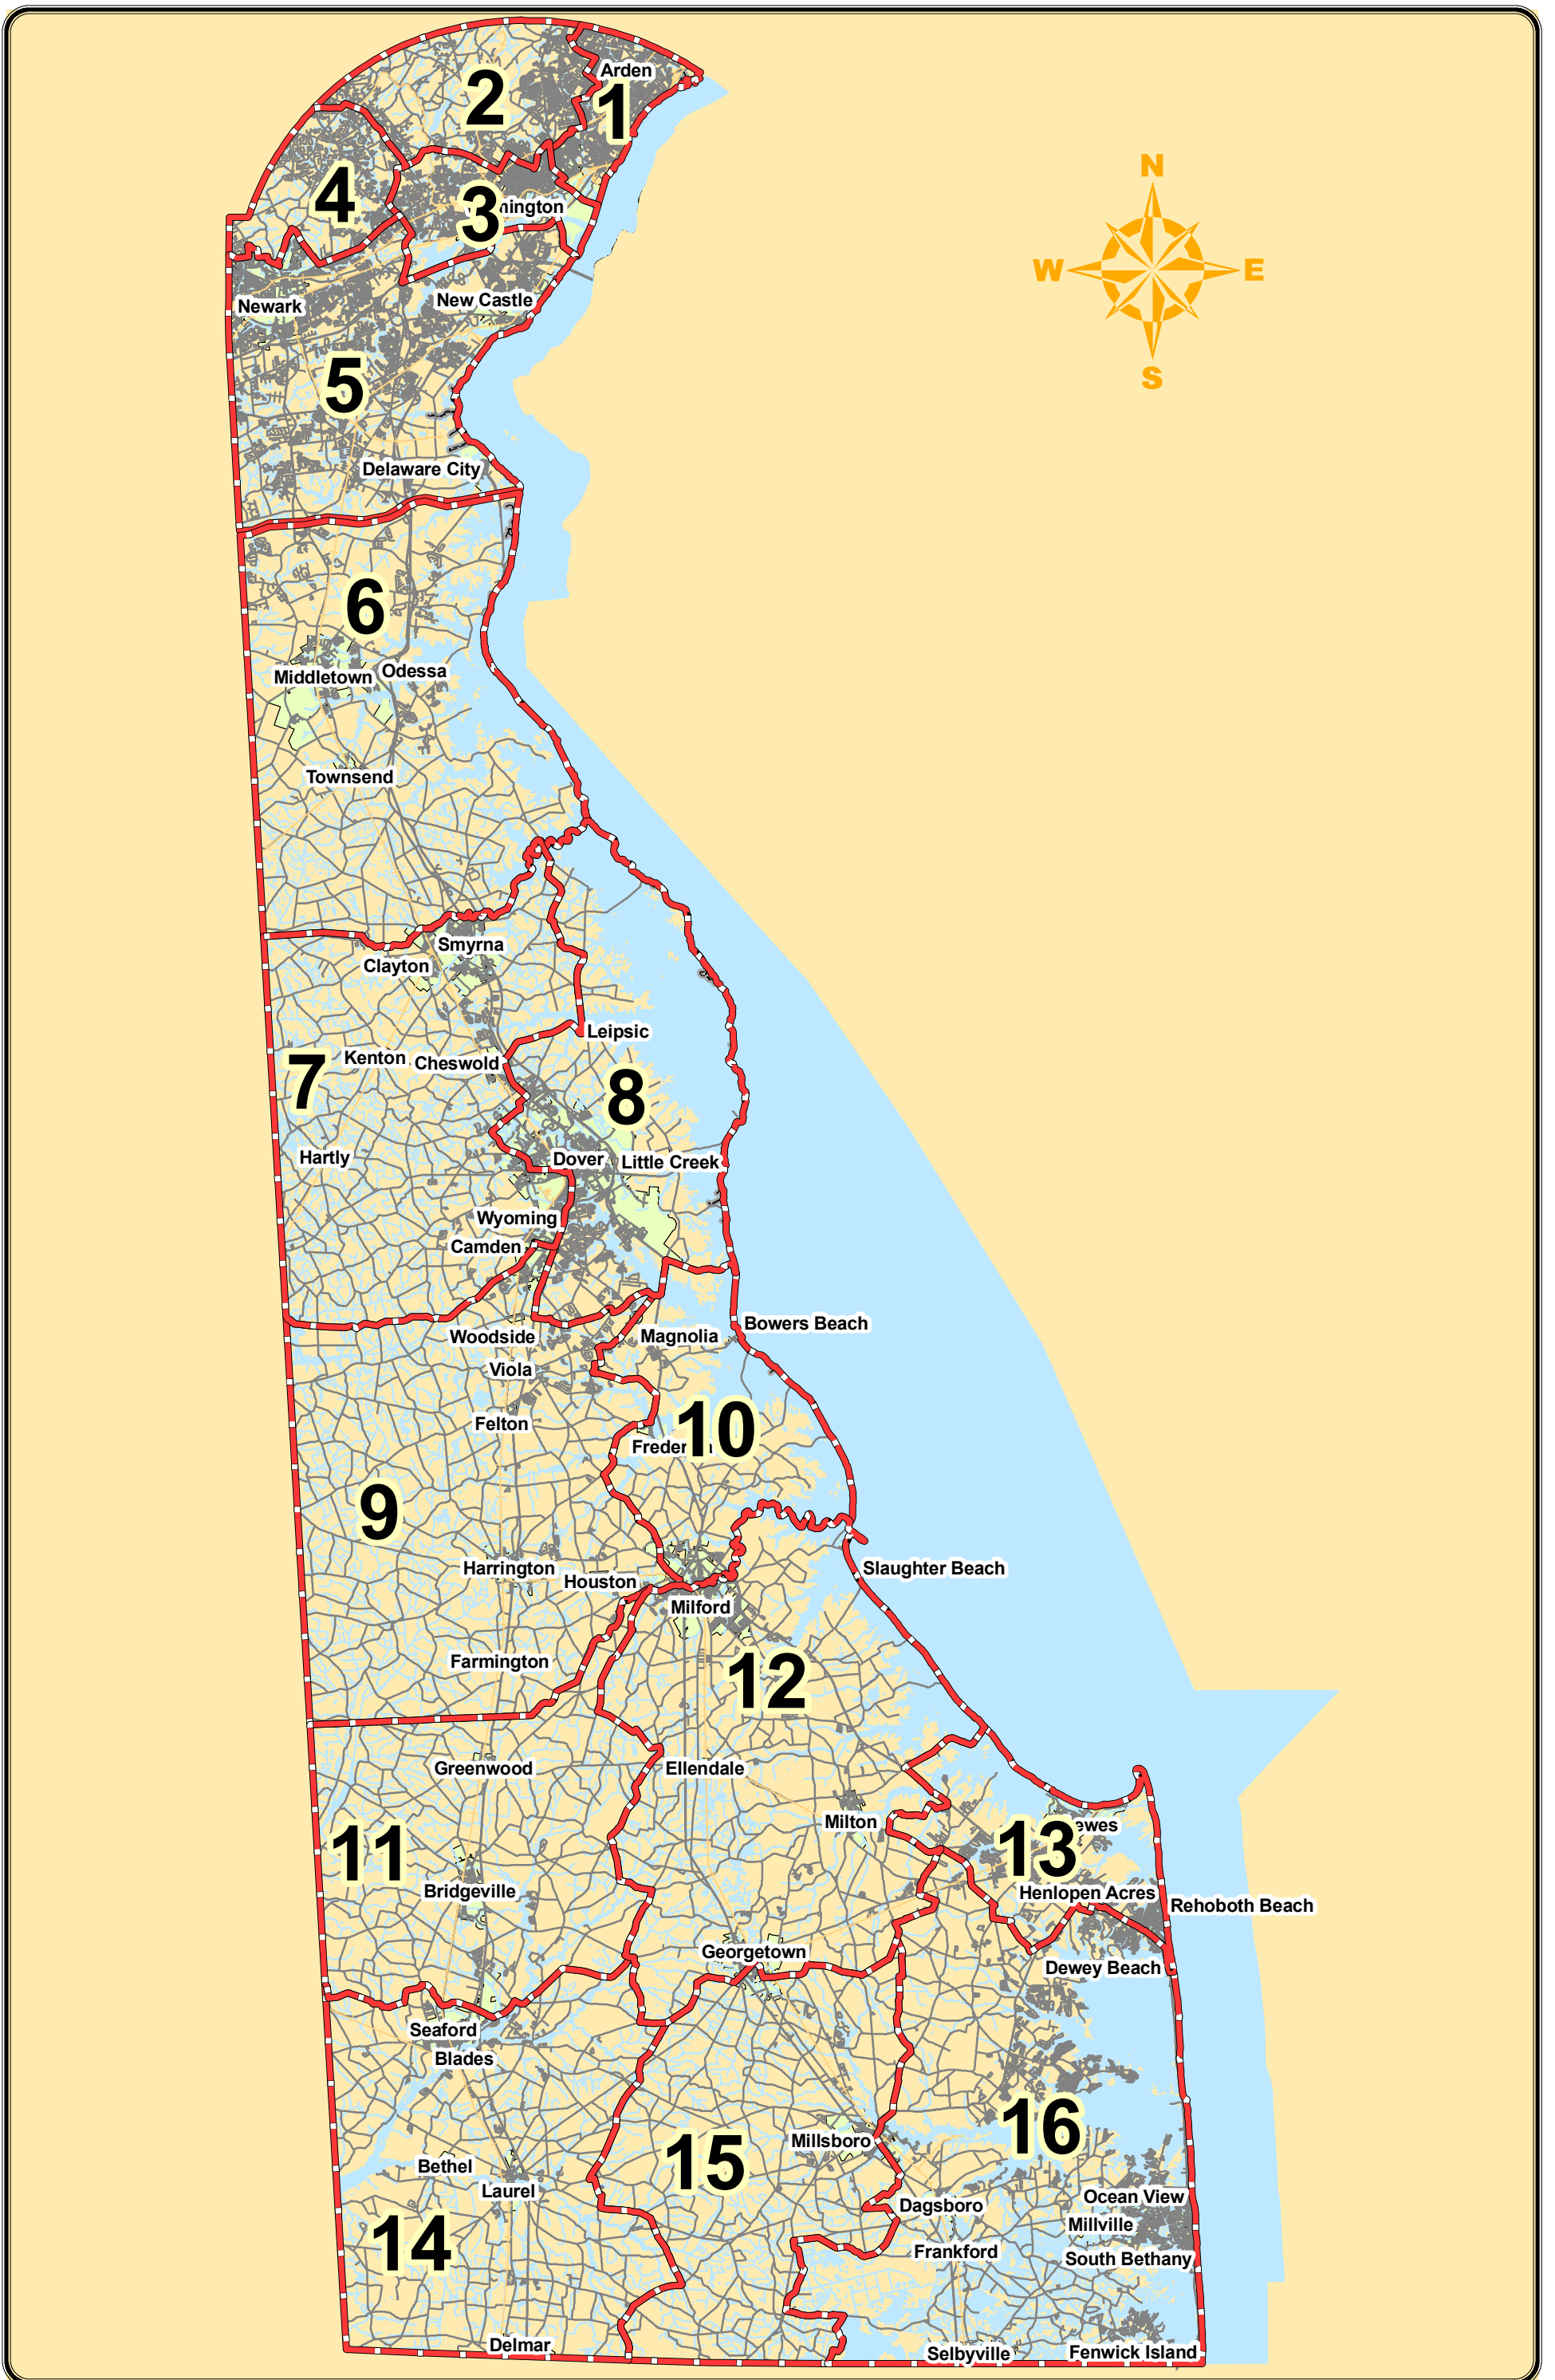 Arden
2
1
N
4
3
W
E
Newark
New Castle
S
5
Delaware City
6
Middletown
Odessa
Townsend
Smyrna
Clayton
Leipsic
7
Kenton
Cheswold
8
Hartly
Dover
Little Creek
Wyoming
Camden
Bowers Beach
Woodside
Magnolia
Viola
Felton
10
9
Harrington
Slaughter Beach
Houston
Milford
Farmington
12
Greenwood
Ellendale
Milton
11
13
Bridgeville
Henlopen Acres
Rehoboth Beach
Georgetown
Dewey Beach
Seaford
Blades
16
Millsboro
15
Bethel
Laurel
Ocean View
Dagsboro
Millville
14
Frankford
South Bethany
Delmar
Selbyville
Fenwick Island